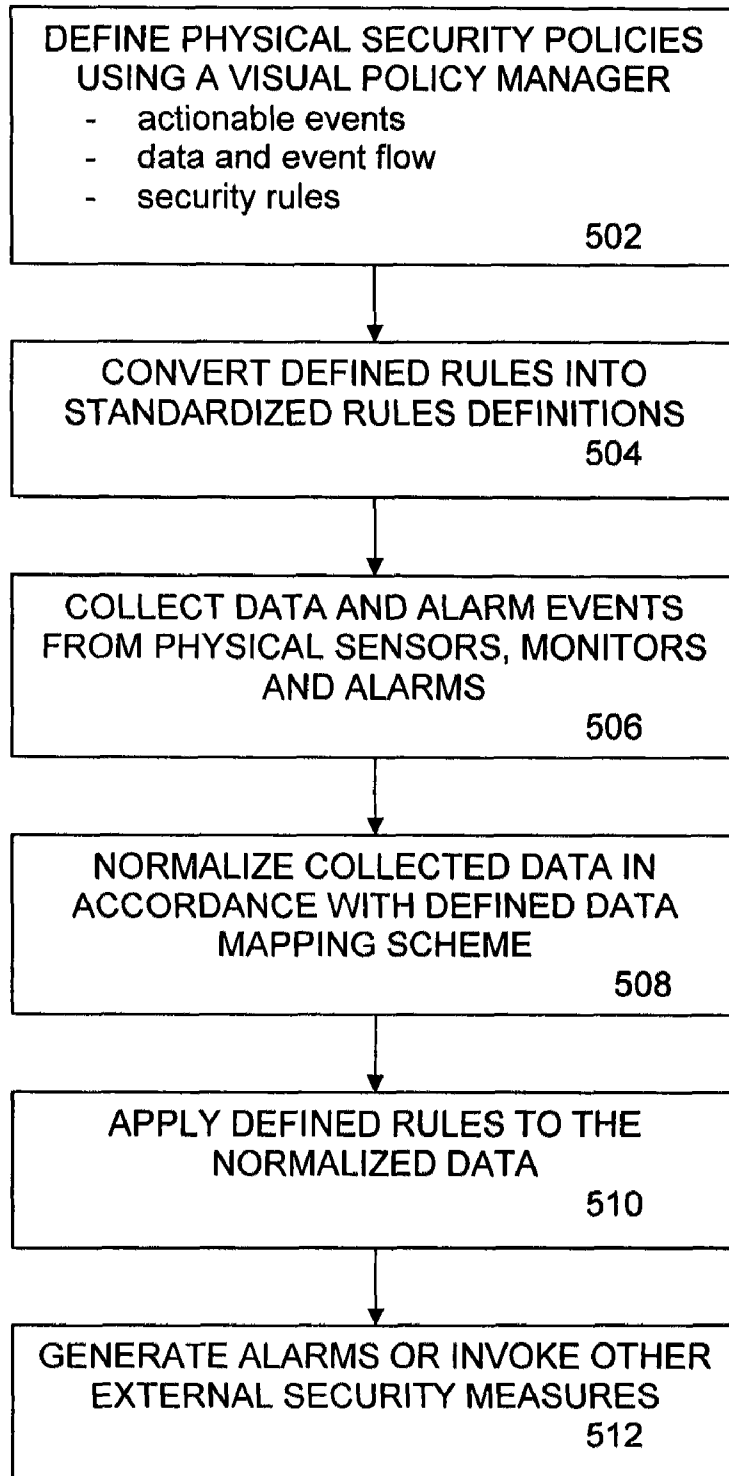 DEFINE PHYSICAL SECURITY POLICIES
USING A VISUAL POLICY MANAGER
- actionable events
- data and event flow
- security rules
502
CONVERT DEFINED RULES INTO
STANDARDIZED RULES DEFINITIONS
504
COLLECT DATA AND ALARM EVENTS
FROM PHYSICAL SENSORS, MONITORS
AND ALARMS
506
NORMALIZE COLLECTED DATA IN
ACCORDANCE WITH DEFINED DATA
MAPPING SCHEME
508
APPLY DEFINED RULES TO THE
NORMALIZED DATA
510
GENERATE ALARMS OR INVOKE OTHER
EXTERNAL SECURITY MEASURES
512